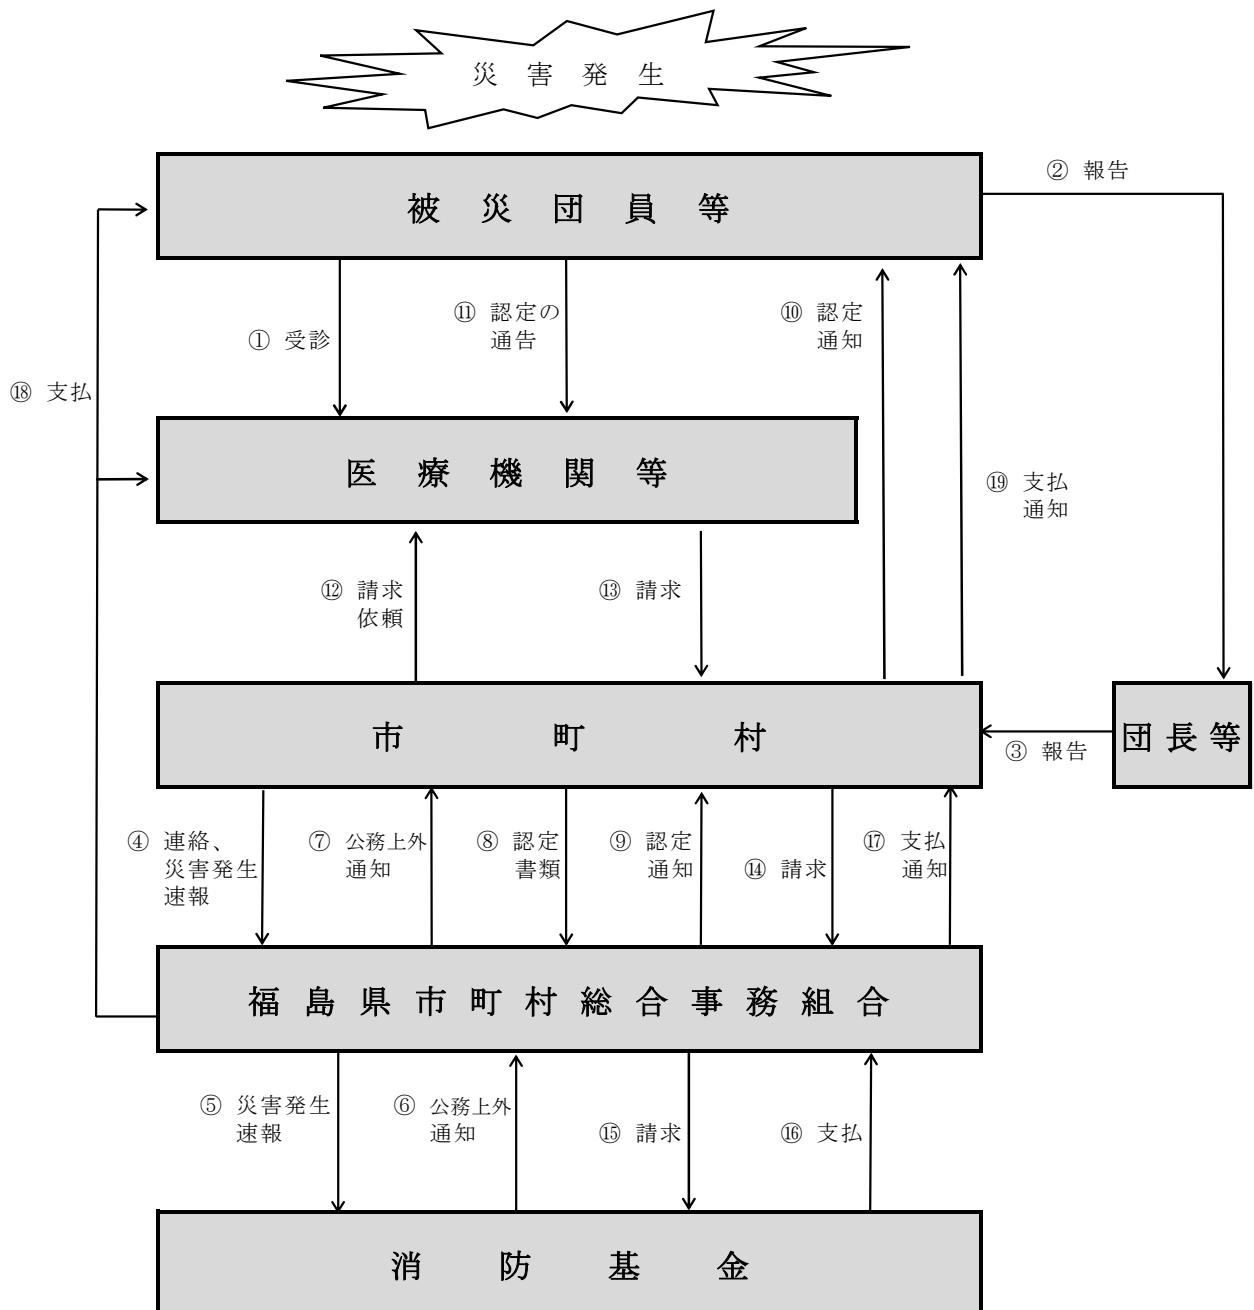 災害発生
被災団員等
② 報告
① 受診
⑪ 認定の
通告
⑩ 認定
通知
⑱ 支払
医療機関等
⑲ 支払
通知
⑫ 請求
依頼
⑬ 請求
市町村
団長等
③ 報告
④ 連絡、
災害発生
速報
⑦ 公務上外
通知
⑧ 認定
書類
⑨ 認定
通知
⑭ 請求
⑰ 支払
通知
福島県市町村総合事務組合
⑤ 災害発生
速報
⑥ 公務上外
通知
⑮ 請求
⑯ 支払
消防基金